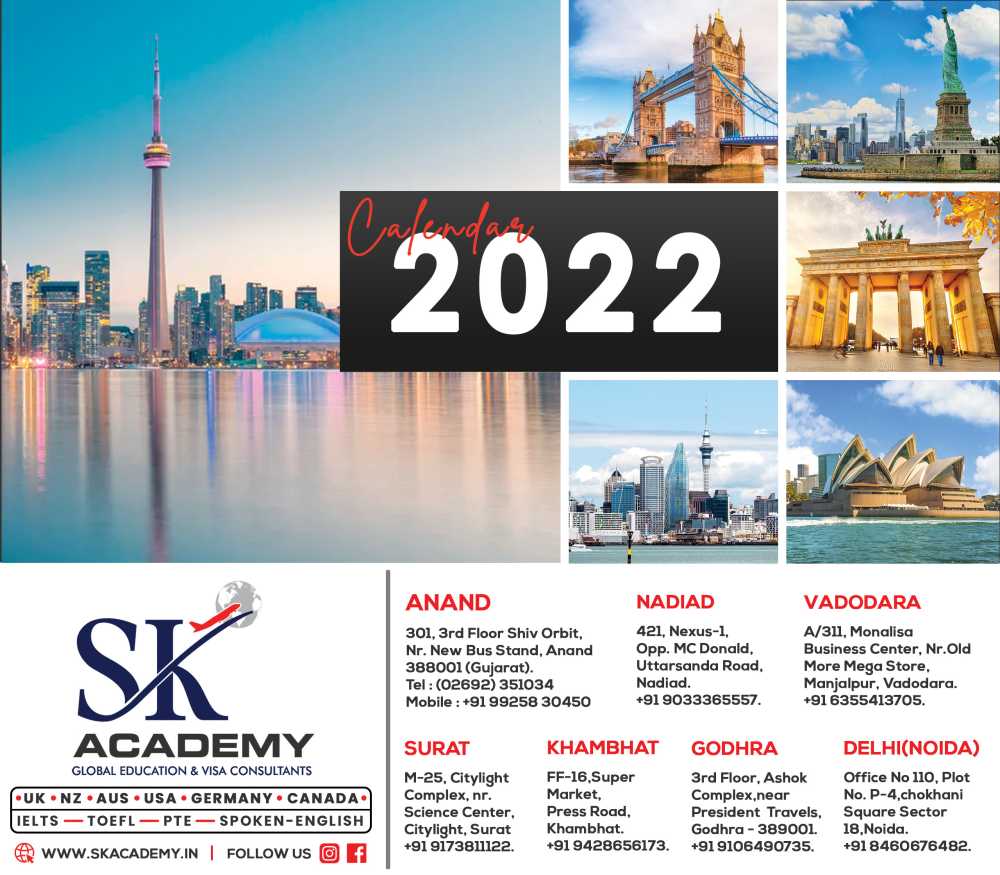 Calendar
2022
SK
ACADEMY
GLOBAL EDUCATION & VISA CONSULTANTS
• UK • NZ • AUS • USA • GERMANY • CANADA •
IELTS — TOEFL — PTE — SPOKEN-ENGLISH
WWW.SKACADEMY.IN | FOLLOW US
ANAND
301, 3rd Floor Shiv Orbit,
Nr. New Bus Stand, Anand
388001 (Gujarat).
Tel : (02692) 351034
Mobile : +91 99258 30450
NADIAD
421, Nexus-1,
Opp. MC Donald,
Uttarsanda Road,
Nadiad.
+91 9033365557.
VADODARA
A/311, Monalisa
Business Center, Nr.Old
More Mega Store,
Manjalpur, Vadodara.
+91 6355413705.
SURAT
M-25, Citylight
Complex, nr.
Science Center,
Citylight, Surat
+91 9173811122.
KHAMBHAT
FF-16,Super
Market,
Press Road,
Khambhat.
+91 9428656173.
GODHRA
3rd Floor, Ashok
Complex,near
President Travels,
Godhra - 389001.
+91 9106490735.
DELHI(NOIDA)
Office No 110, Plot
No. P-4,chokhani
Square Sector
18,Noida.
+91 8460676482.